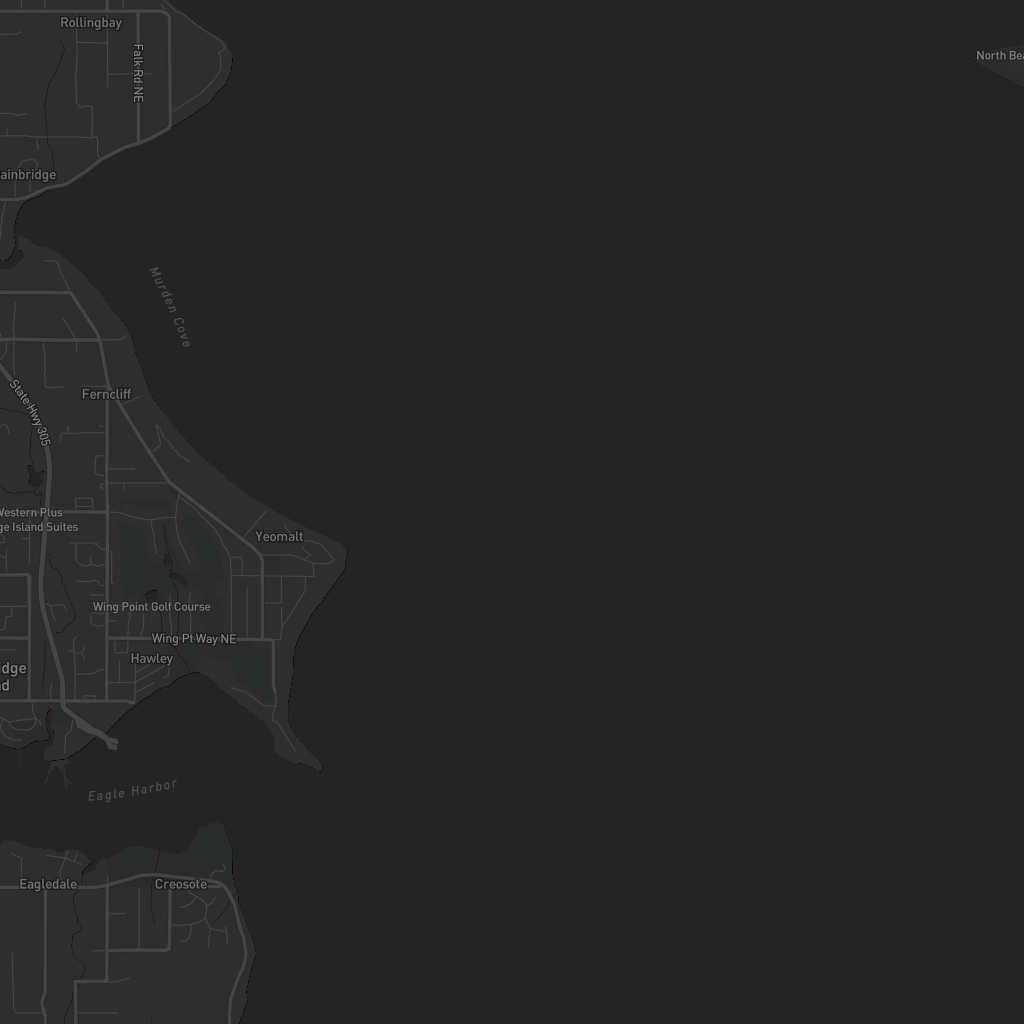 Rollingbay
North Bea
Falk Rd NE
ainbridge
Murden Cove
State Hwy 305
Ferncliff
Western Plus
ge Island Suites
Yeomalt
Wing Point Golf Course
Wing Pt Way NE
Hawley
idge
nd
Eagle Harbor
Eagledale
Creosote